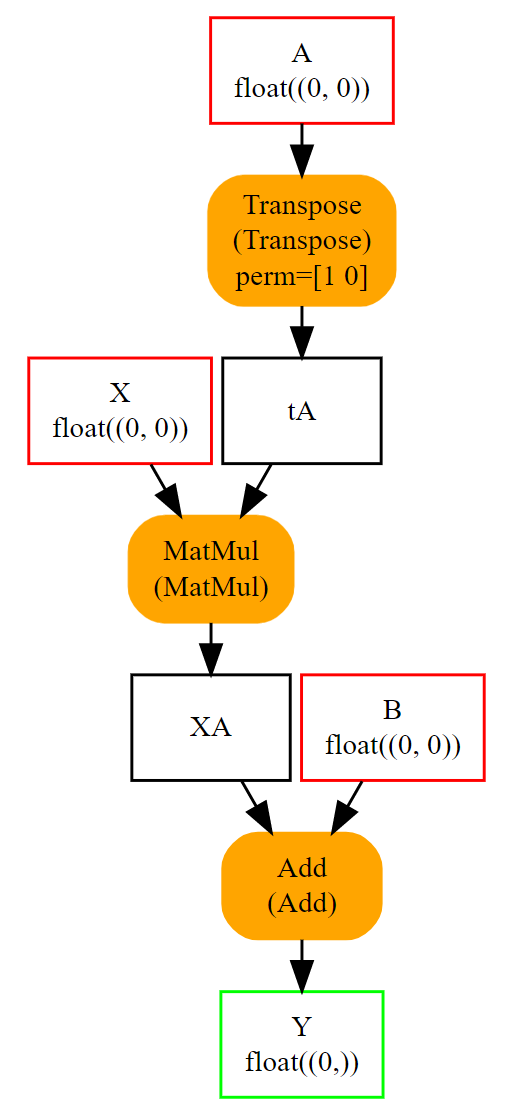 A
float((0, 0))
Transpose
(Transpose)
perm=[1 0]
X
float((0, 0))
tA
MatMul
(MatMul)
XA
B
float((0, 0))
Add
(Add)
Y
float((0,))